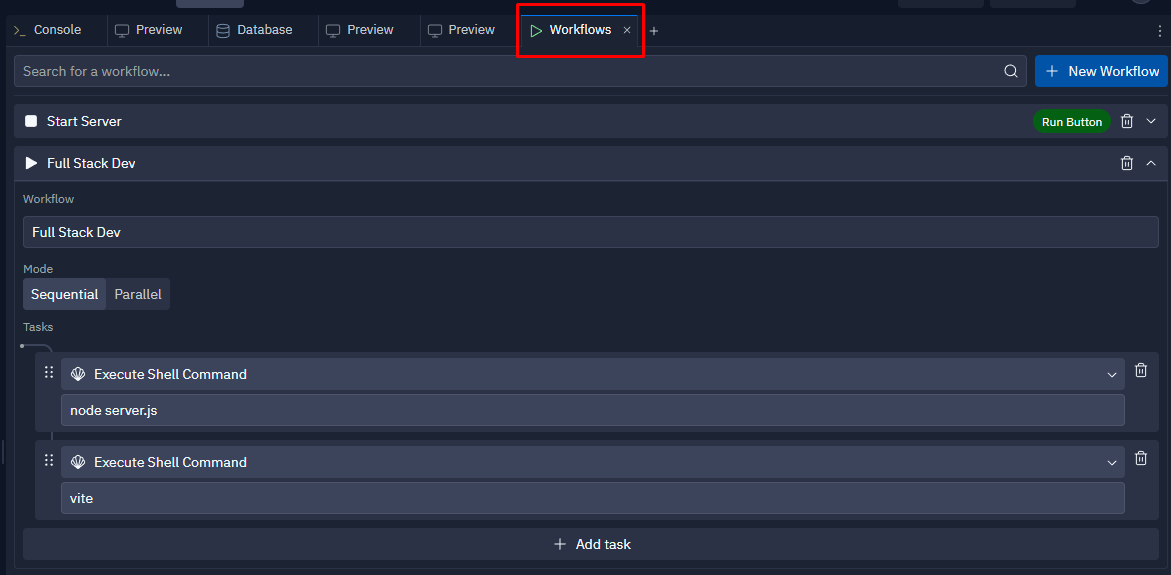 Console Preview Database Preview Preview Workflows
Search for a workflow...
New Workflow
Start Server Run Button
Full Stack Dev
Workflow
Full Stack Dev
Mode
Sequential Parallel
Tasks
Execute Shell Command
node server.js
Execute Shell Command
vite
Add task